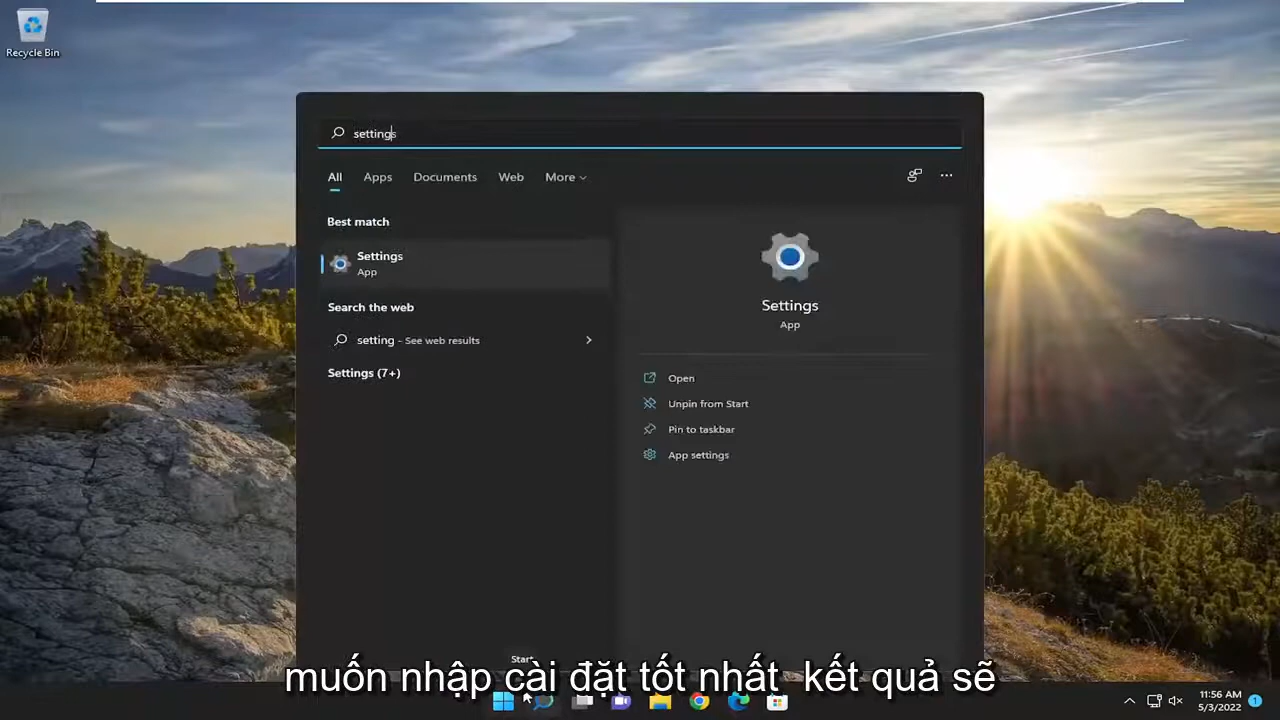 Recycle Bin
settings
All Apps Documents Web More
Best match
Settings
App
Search the web
setting - See web results
Settings (7+)
Settings
App
Open
Unpin from Start
Pin to taskbar
App settings
Start
muốn nhập cài đặt tốt nhất kết quả sẽ
11:56 AM
5/3/2022
1